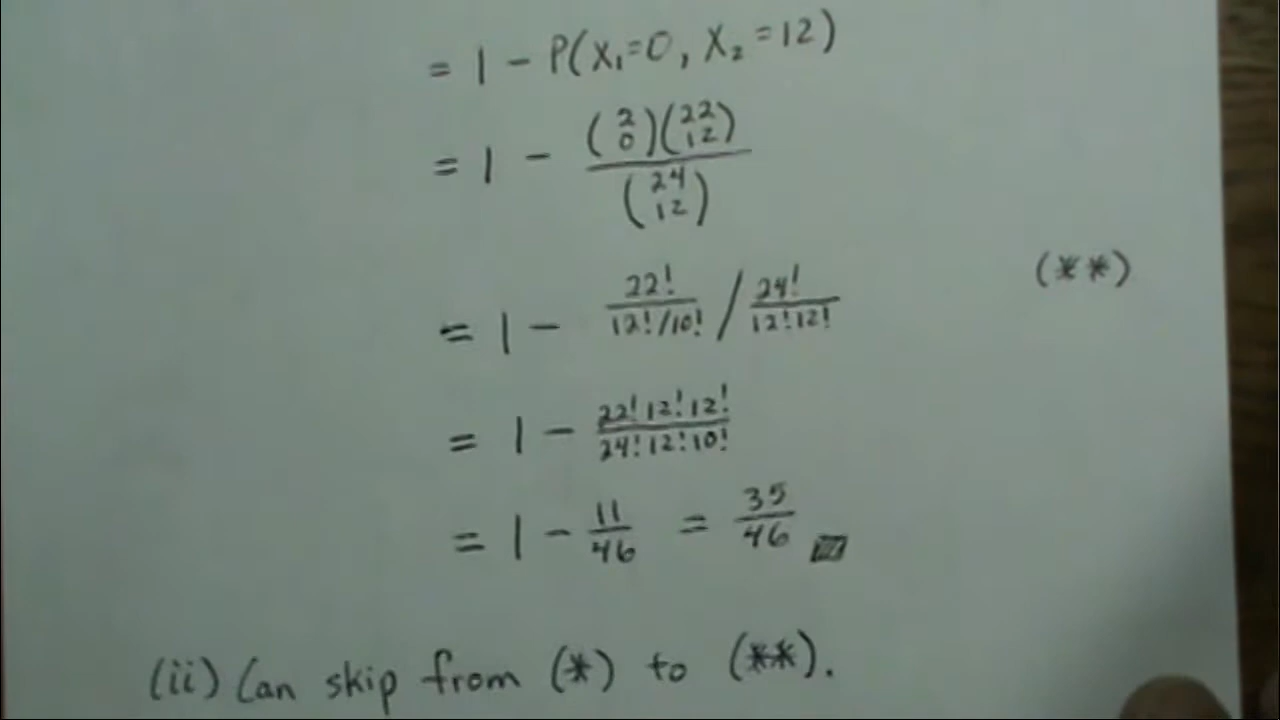 = 1 - P(X₁=0, X₂=12)
= 1 - (2 0)(22 12) / (24 12)
= 1 - 22! / 12!/10! / 24! / 12!12! (**)
= 1 - 22!12!12! / 24!12!10!
= 1 - 11/46 = 35/46
(ii) Can skip from (*) to (**).